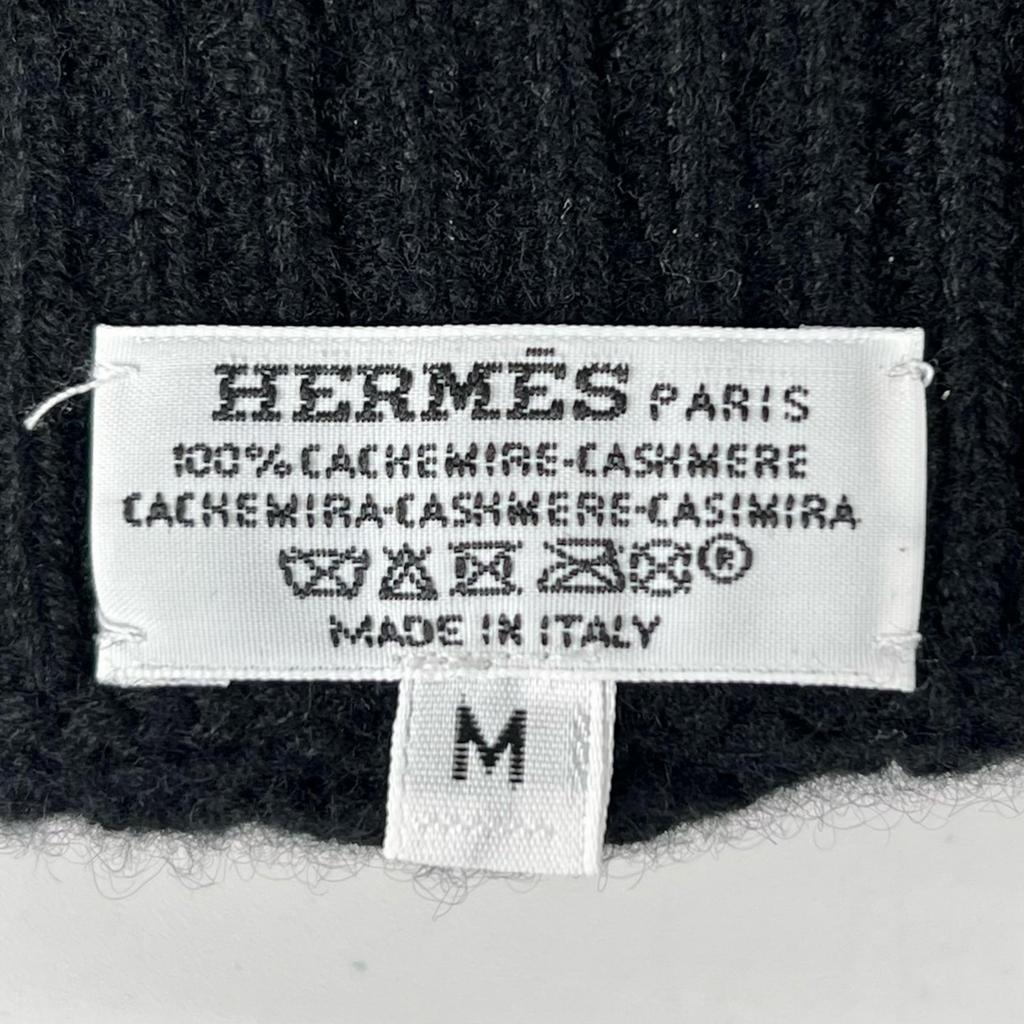 HERMÈS PARIS
100% CACHEMIRE-CASHMERE
CACHEMIRA-CASHMERE-CASIMIRA
®
MADE IN ITALY
M